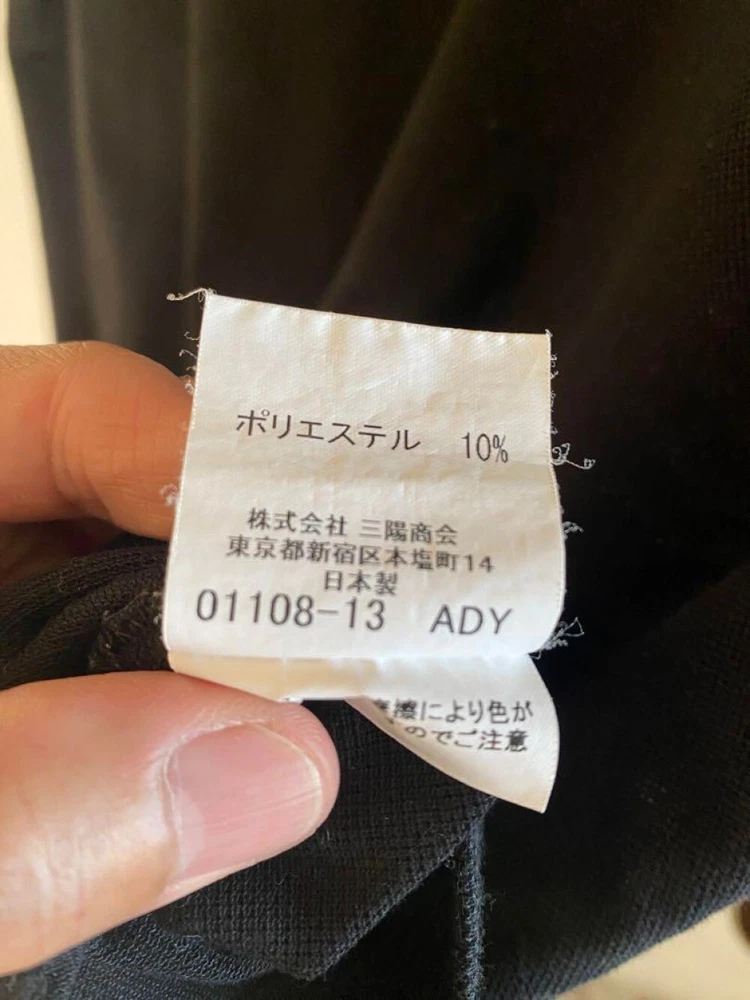 ポリエステル 10%
株式会社 三陽商会
東京都新宿区本塩町14
日本製
01108-13 ADY
擦により色が
のでご注意